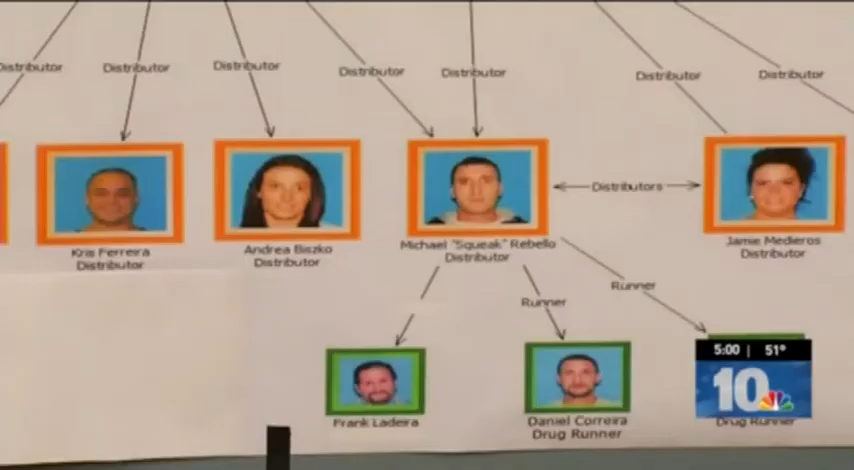 Distributor
Distributor
Distributor
Distributor
Distributor
Distributor
Distributor
Distributors
Kris Ferreira
Distributor
Andrea Biszko
Distributor
Michael "Squeak" Rebello
Distributor
Jamie Medieros
Distributor
Runner
Runner
5:00 | 51°
10
Frank Ladeira
Daniel Correira
Drug Runner
Drug Runner